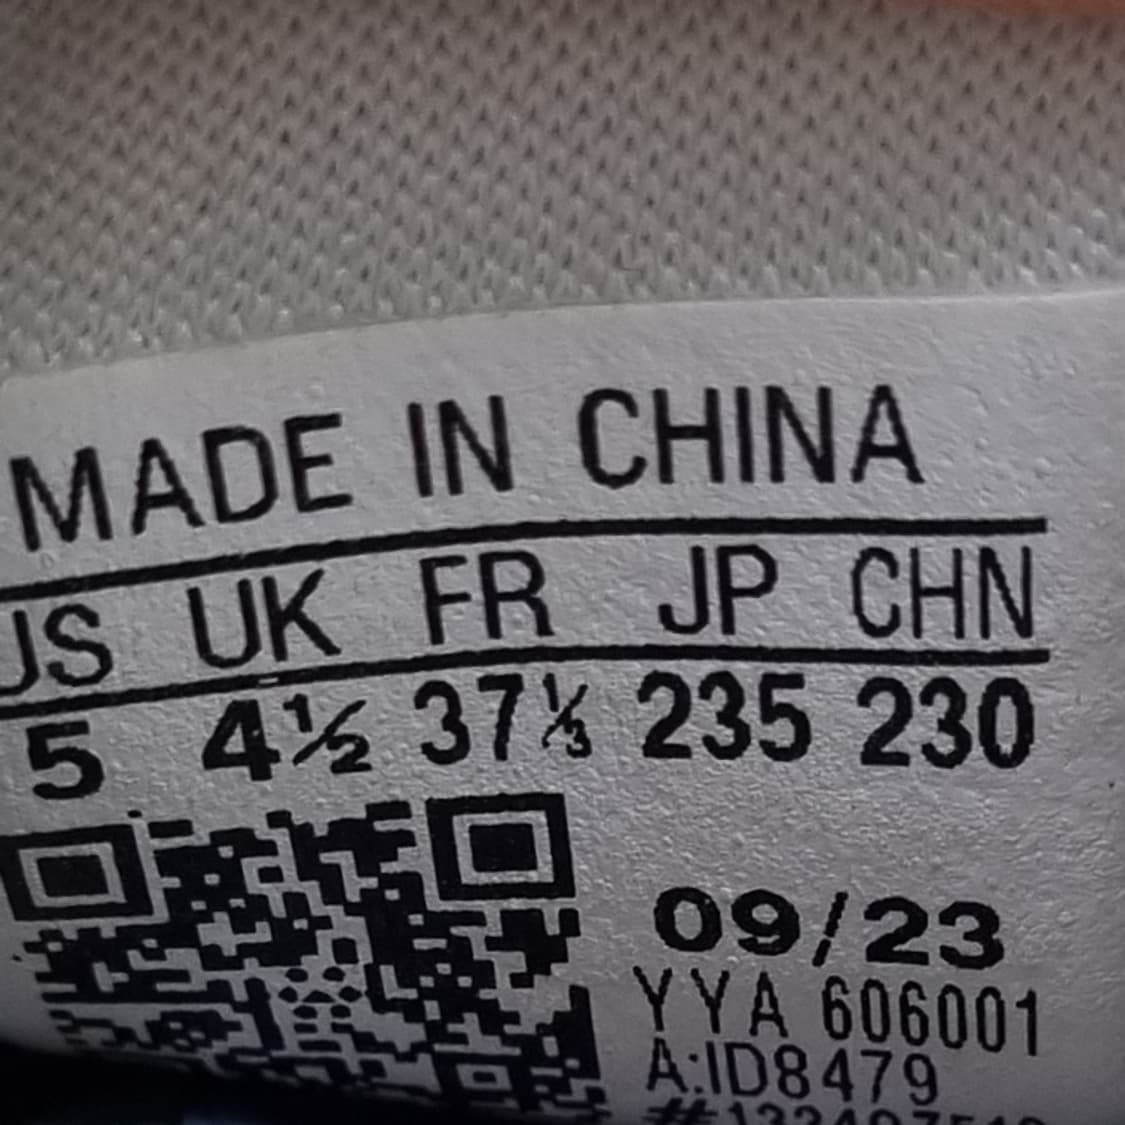 MADE IN CHINA
US UK FR JP CHN
5 4½ 37⅓ 235 230
09/23
YYA 606001
A:ID8479